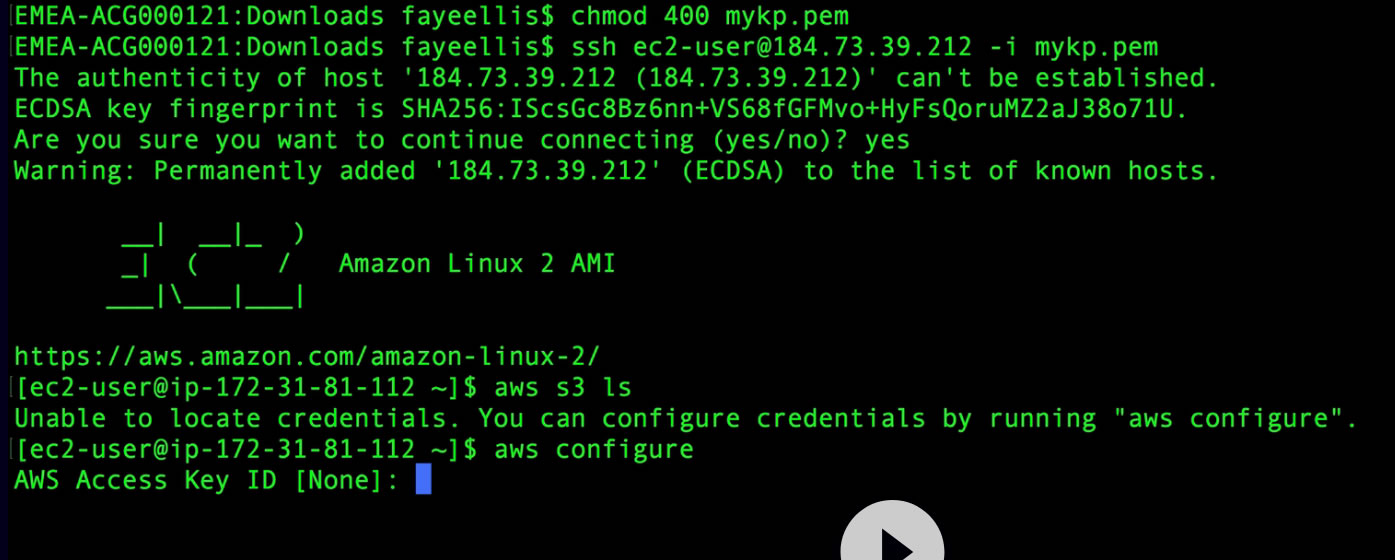 EMEA-ACG000121:Downloads fayeellis$ chmod 400 mykp.pem
[EMEA-ACG000121:Downloads fayeellis$ ssh ec2-user@184.73.39.212 -i mykp.pem
The authenticity of host '184.73.39.212 (184.73.39.212)' can't be established.
ECDSA key fingerprint is SHA256:IScsGc8Bz6nn+VS68fGFMvo+HyFsQoruMZ2aJ38o71U.
Are you sure you want to continue connecting (yes/no)? yes
Warning: Permanently added '184.73.39.212' (ECDSA) to the list of known hosts.
       __|  __|_  )
       _|  (     /   Amazon Linux 2 AMI
      ___|\___|___|
https://aws.amazon.com/amazon-linux-2/
[[ec2-user@ip-172-31-81-112 ~]$ aws s3 ls
Unable to locate credentials. You can configure credentials by running "aws configure".
[[ec2-user@ip-172-31-81-112 ~]$ aws configure
AWS Access Key ID [None]: